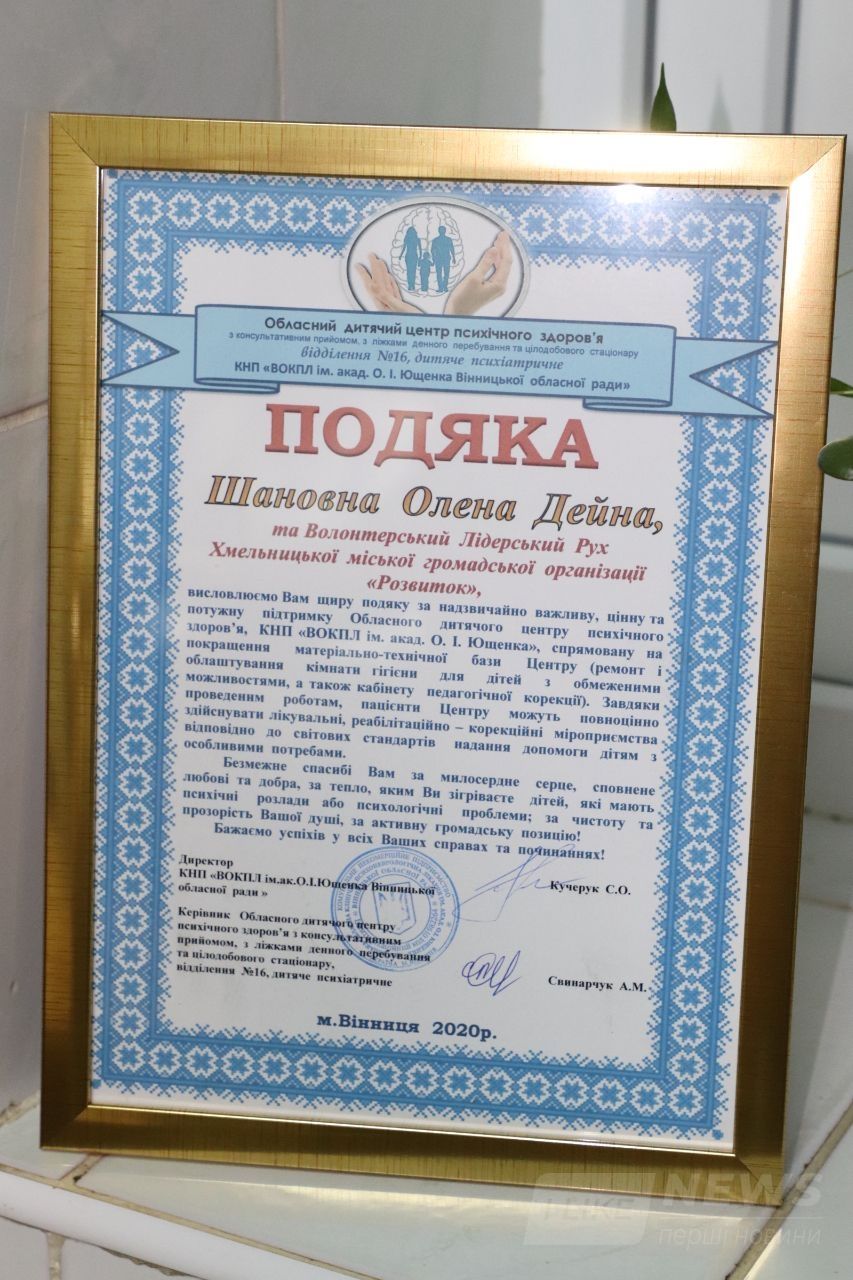 Обласний дитячий центр психічного здоров'я
з консультативним прийомом, з ліжками денного перебування та цілодобового стаціонару
відділення №16, дитяче психіатричне
КНП «ВОКПЛ ім. акад. О. І. Ющенка Вінницької обласної ради»
ПОДЯКА
Шановна Олена Дейна,
та Волонтерський Лідерський Рух
Хмельницької міської громадської організації
«Розвиток»,
висловлюємо Вам щиру подяку за надзвичайно важливу, цінну та
потужну підтримку Обласного дитячого центру психічного
здоров'я, КНП «ВОКПЛ ім. акад. О. І. Ющенка», спрямовану на
покращення матеріально-технічної бази Центру (ремонт і
облаштування кімнати гігієни для дітей з обмеженими
можливостями, а також кабінету педагогічної корекції). Завдяки
проведеним роботам, пацієнти Центру можуть повноцінно
здійснувати лікувальні, реабілітаційно – корекційні міроприємства
відповідно до світових стандартів надання допомоги дітям з
особливими потребами.
Безмежне спасибі Вам за милосердне серце, сповнене
любові та добра, за тепло, яким Ви зігріваєте дітей, які мають
психічні розлади або психологічні проблеми; за чистоту та
прозорість Вашої душі, за активну громадську позицію!
Бажаємо успіхів у всіх Ваших справах та починаннях!
Директор
КНП «ВОКПЛ ім.ак.О.І.Ющенка Вінницької
обласної ради »
Кучерук С.О.
Керівник Обласного дитячого центру
психічного здоров'я з консультативним
прийомом, з ліжками денного перебування
та цілодобового стаціонару,
відділення №16, дитяче психіатричне
Свинарчук А.М.
м.Вінниця 2020р.
I LIKE NEWS
перші новини